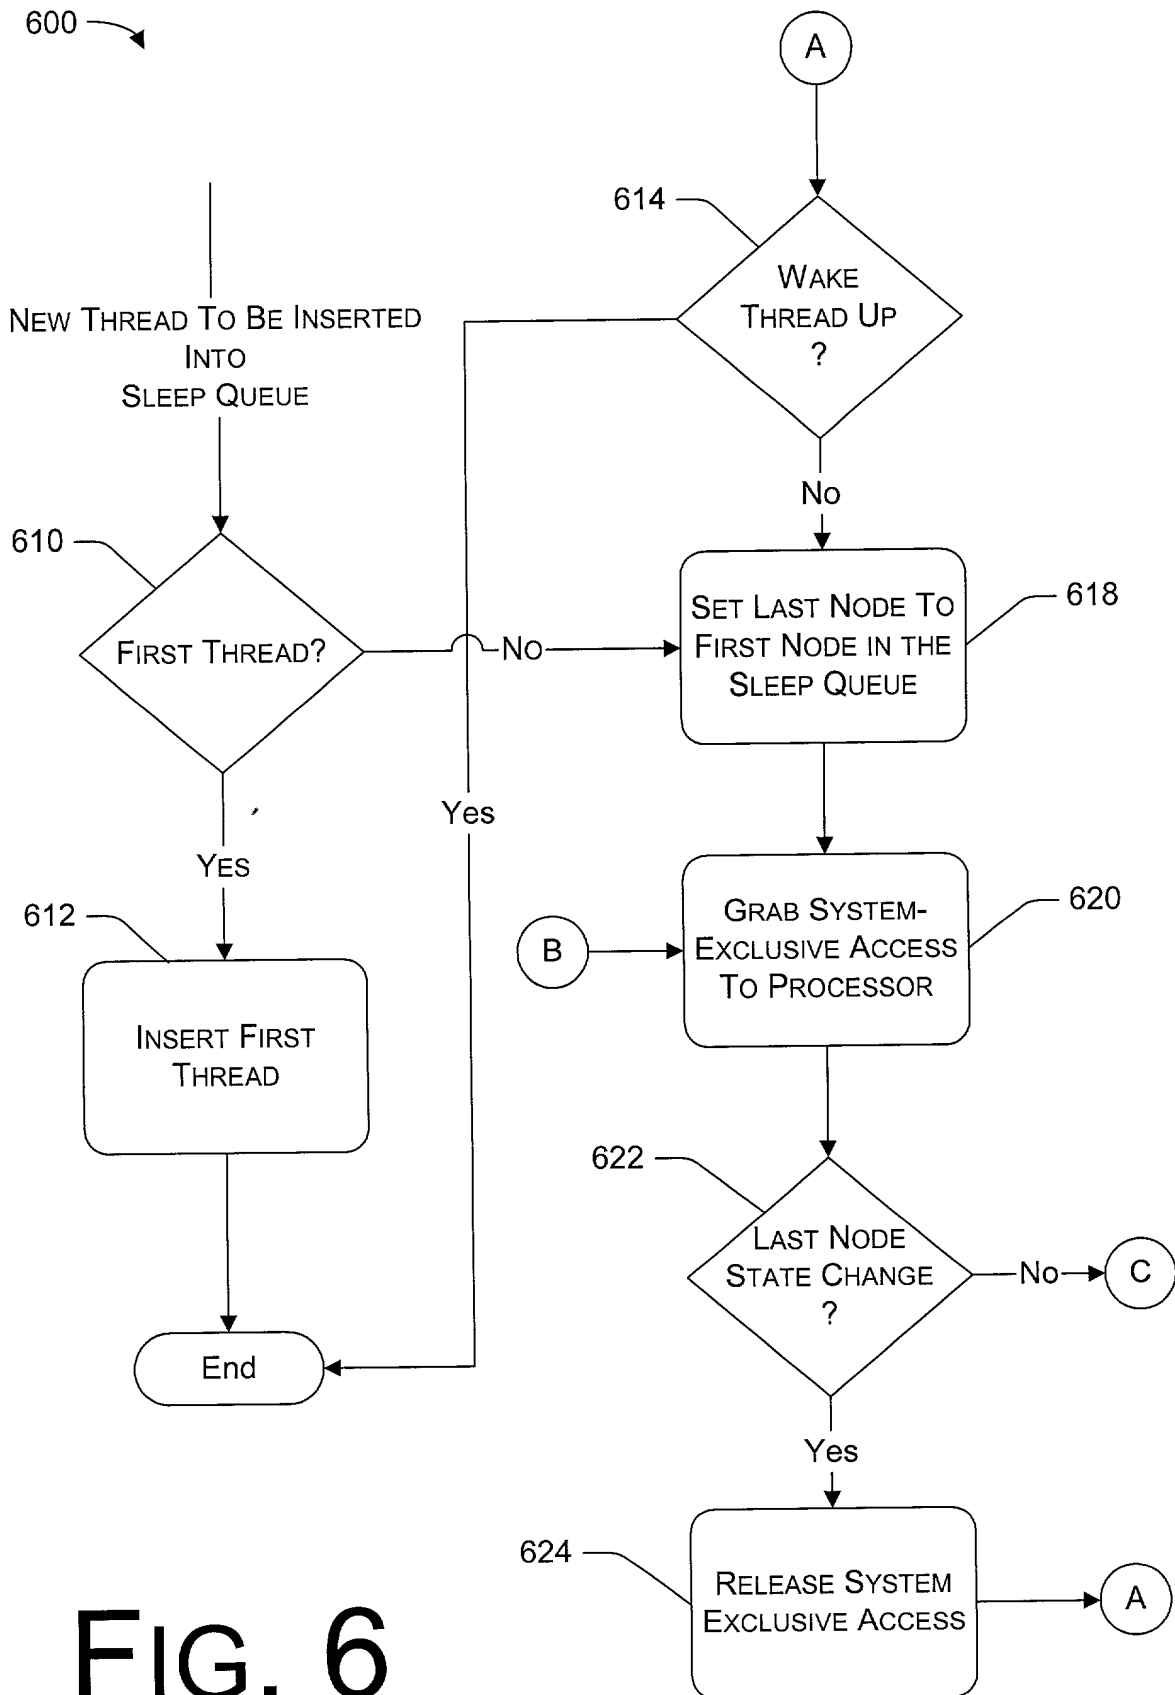 600
A
614
WAKE
THREAD UP
?
NEW THREAD TO BE INSERTED
INTO
SLEEP QUEUE
No
610
FIRST THREAD?
No
SET LAST NODE TO
FIRST NODE IN THE
SLEEP QUEUE
618
Yes
YES
612
INSERT FIRST
THREAD
B
GRAB SYSTEM-
EXCLUSIVE ACCESS
TO PROCESSOR
620
622
LAST NODE
STATE CHANGE
?
No
C
End
Yes
624
RELEASE SYSTEM
EXCLUSIVE ACCESS
A
FIG. 6